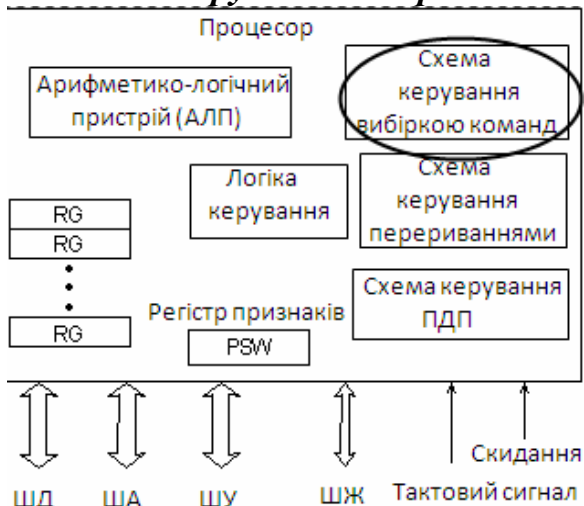 Процесор
Арифметико-логічний
пристрій (АЛП)
Схема
керування
вибіркою команд
Логіка
керування
Схема
керування
перериваннями
RG
RG
RG
Регістр признаків
PSW
Схема керування
ПДП
Скидання
ШД ША ШУ ШЖ Тактовий сигнал